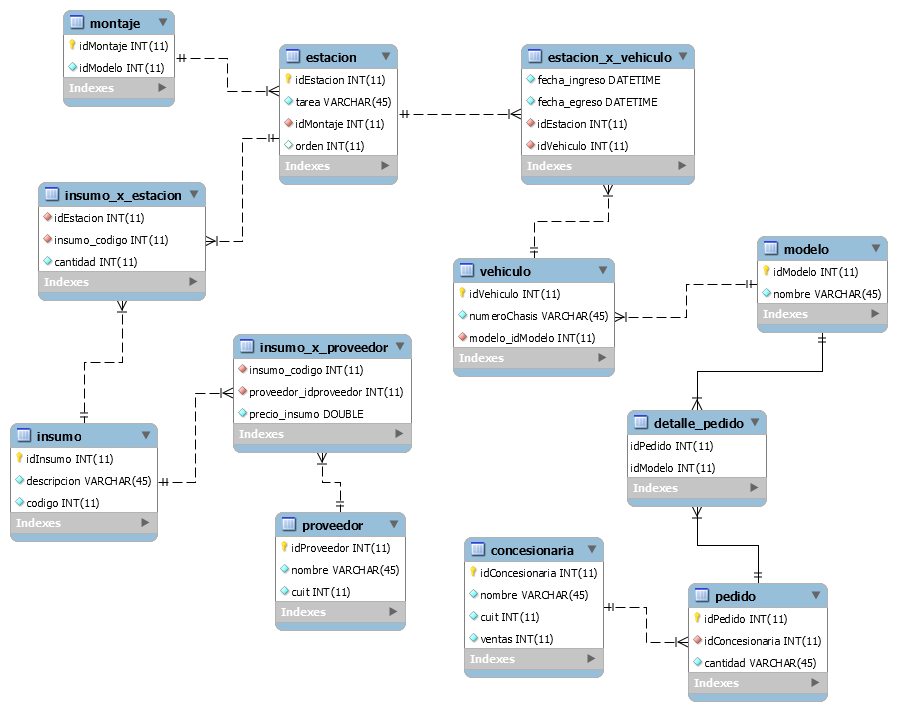 montaje
idMontaje INT(11)
idModelo INT(11)
Indexes
estacion
idEstacion INT(11)
tarea VARCHAR(45)
idMontaje INT(11)
orden INT(11)
Indexes
estacion_x_vehiculo
fecha_ingreso DATETIME
fecha_egreso DATETIME
idEstacion INT(11)
idVehiculo INT(11)
Indexes
insumo_x_estacion
idEstacion INT(11)
insumo_codigo INT(11)
cantidad INT(11)
Indexes
vehiculo
idVehiculo INT(11)
numeroChasis VARCHAR(45)
modelo_idModelo INT(11)
Indexes
modelo
idModelo INT(11)
nombre VARCHAR(45)
Indexes
insumo_x_proveedor
insumo_codigo INT(11)
proveedor_idproveedor INT(11)
precio_insumo DOUBLE
Indexes
detalle_pedido
idPedido INT(11)
idModelo INT(11)
Indexes
insumo
idInsumo INT(11)
descripcion VARCHAR(45)
codigo INT(11)
Indexes
proveedor
idProveedor INT(11)
nombre VARCHAR(45)
cuit INT(11)
Indexes
concesionaria
idConcesionaria INT(11)
nombre VARCHAR(45)
cuit INT(11)
ventas INT(11)
Indexes
pedido
idPedido INT(11)
idConcesionaria INT(11)
cantidad VARCHAR(45)
Indexes